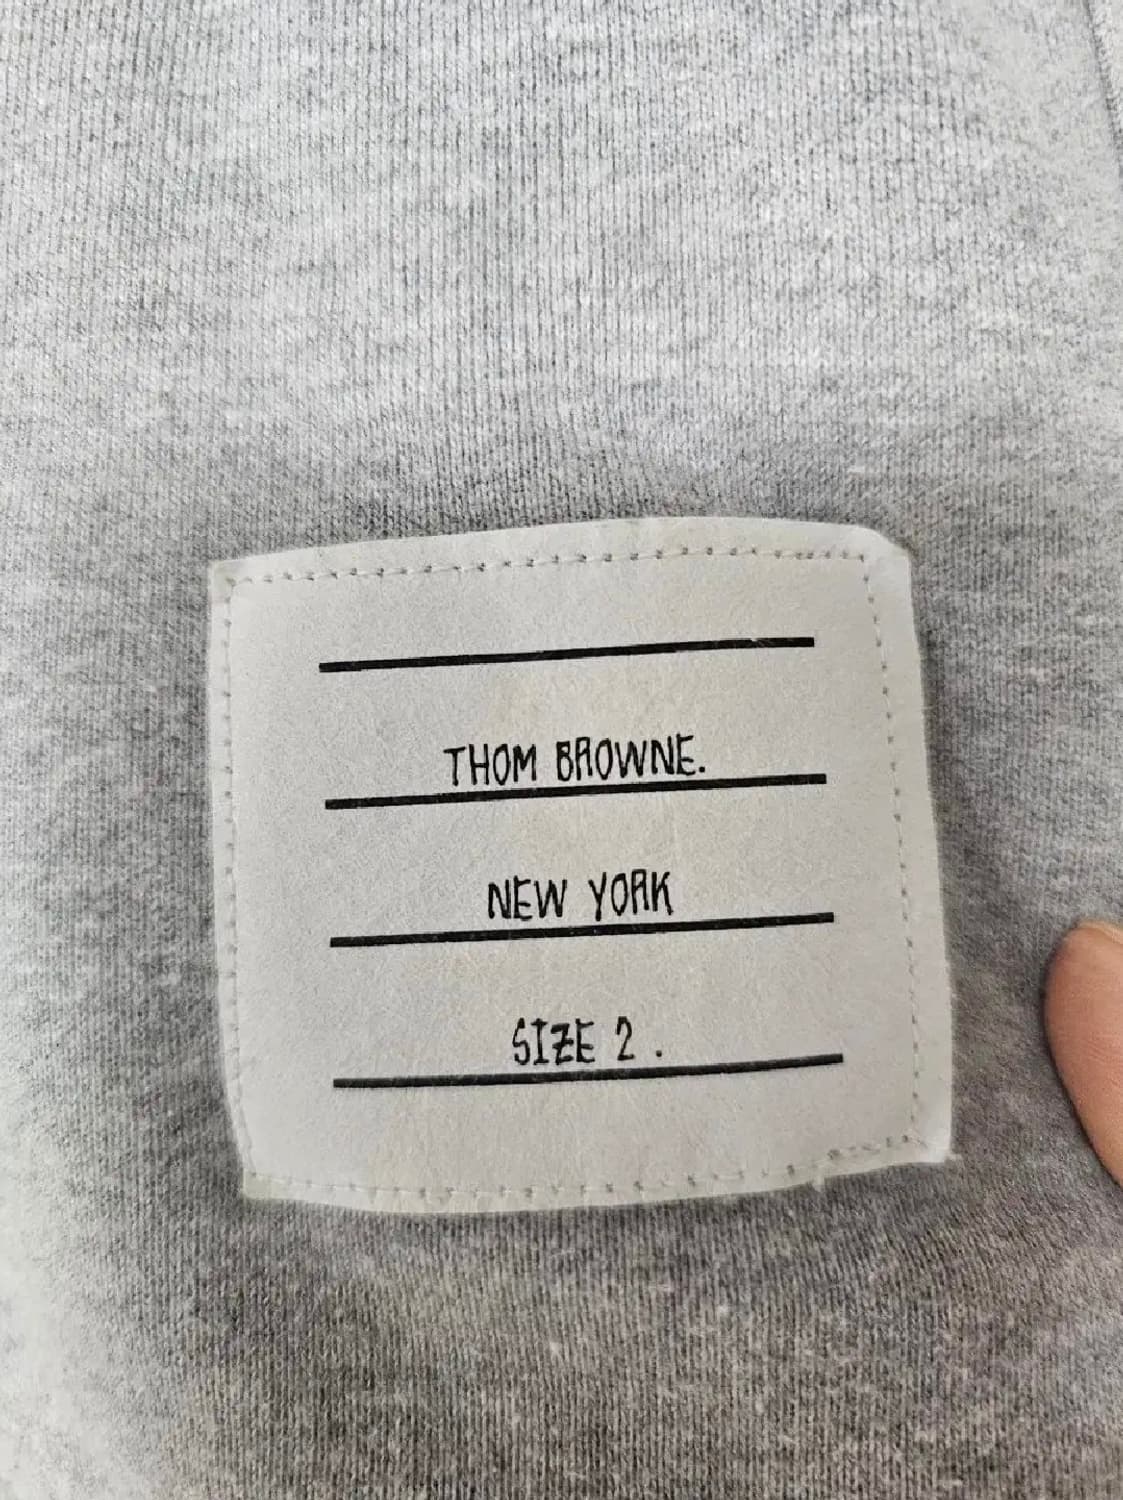 THOM BROWNE.
NEW YORK
SIZE 2 .